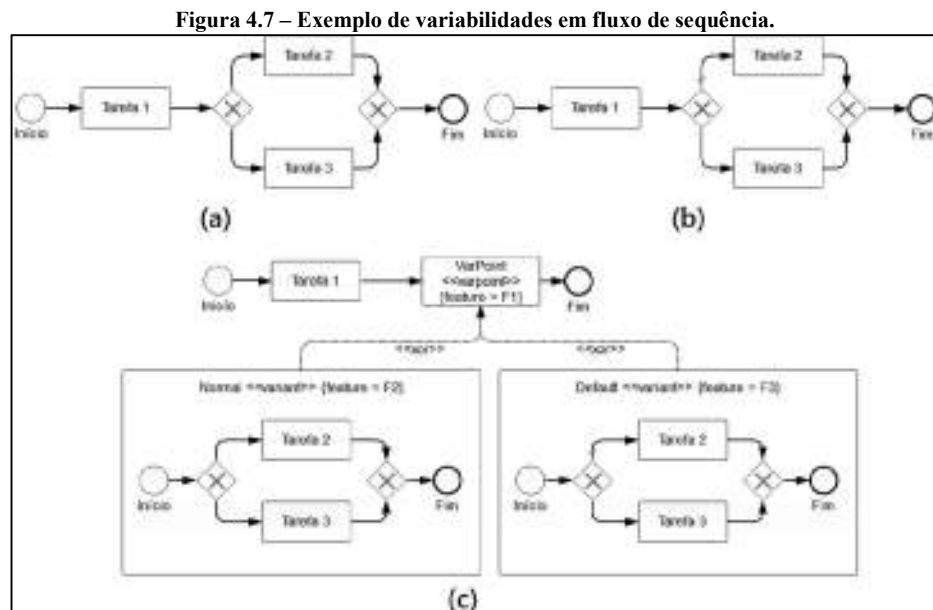 Figura 4.7 – Exemplo de variabilidades em fluxo de sequência.
Tarefa 2
Tarefa 1
Início
Tarefa 3
Fim
(a)
Tarefa 2
Tarefa 1
Início
Tarefa 3
Fim
(b)
Início
Tarefa 1
VarPoint
<<varpoint>>
{feature = F1}
Fim
<<xor>>
<<xor>>
Normal <<variant>> {feature = F2}
Tarefa 2
Início
Tarefa 3
Fim
Default <<variant>> {feature = F3}
Tarefa 2
Início
Tarefa 3
Fim
(c)